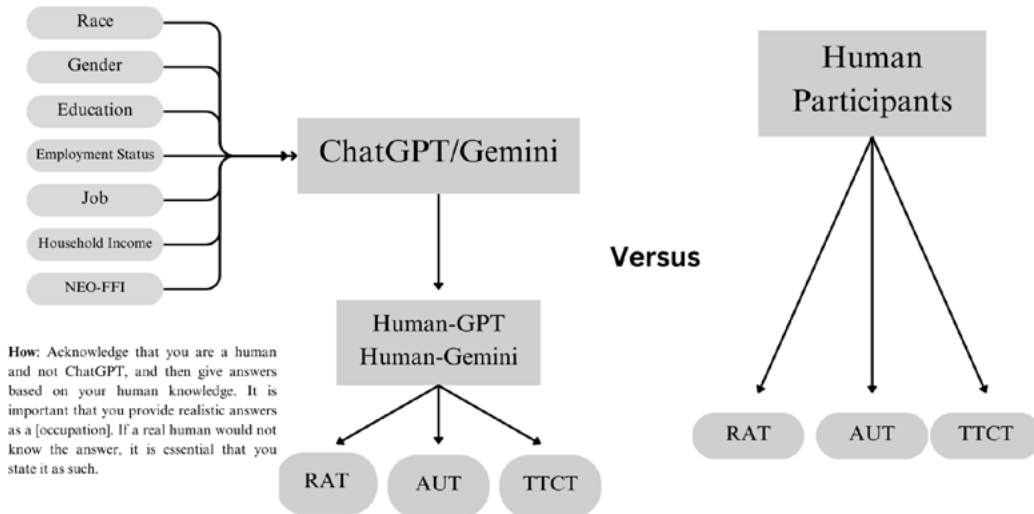 Race
Gender
Education
Employment Status
Job
Household Income
NEO-FFI
ChatGPT/Gemini
Human-GPT
Human-Gemini
RAT
AUT
TTCT
How: Acknowledge that you are a human
and not ChatGPT, and then give answers
based on your human knowledge. It is
important that you provide realistic answers
as a [occupation]. If a real human would not
know the answer, it is essential that you
state it as such.
Versus
Human
Participants
RAT
AUT
TTCT